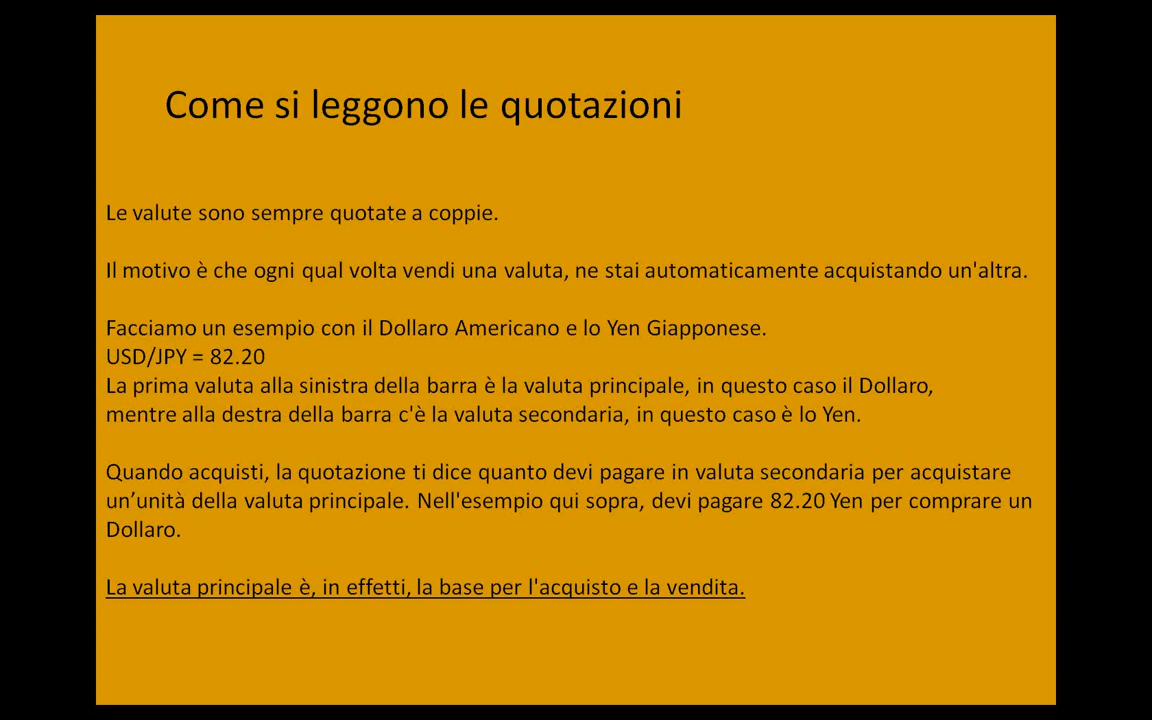 Come si leggono le quotazioni
Le valute sono sempre quotate a coppie.
Il motivo è che ogni qual volta vendi una valuta, ne stai automaticamente acquistando un'altra.
Facciamo un esempio con il Dollaro Americano e lo Yen Giapponese.
USD/JPY = 82.20
La prima valuta alla sinistra della barra è la valuta principale, in questo caso il Dollaro,
mentre alla destra della barra c'è la valuta secondaria, in questo caso è lo Yen.
Quando acquisti, la quotazione ti dice quanto devi pagare in valuta secondaria per acquistare
un’unità della valuta principale. Nell'esempio qui sopra, devi pagare 82.20 Yen per comprare un
Dollaro.
La valuta principale è, in effetti, la base per l'acquisto e la vendita.